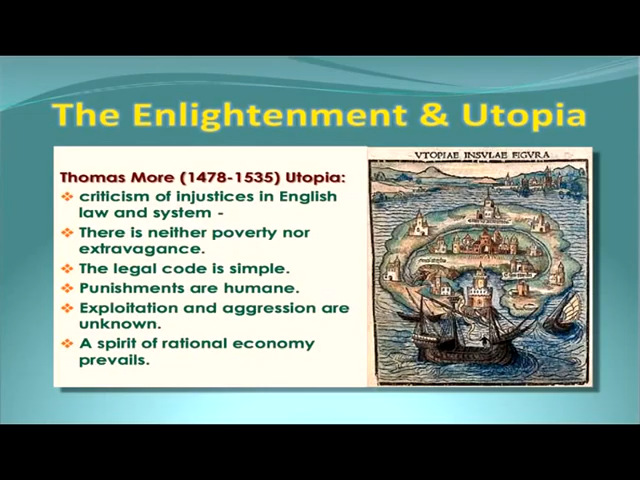 The Enlightenment & Utopia
Thomas More (1478-1535) Utopia:
❖ criticism of injustices in English
law and system -
❖ There is neither poverty nor
extravagance.
❖ The legal code is simple.
❖ Punishments are humane.
❖ Exploitation and aggression are
unknown.
❖ A spirit of rational economy
prevails.
VTOPIAE INSVLAE FIGVRA